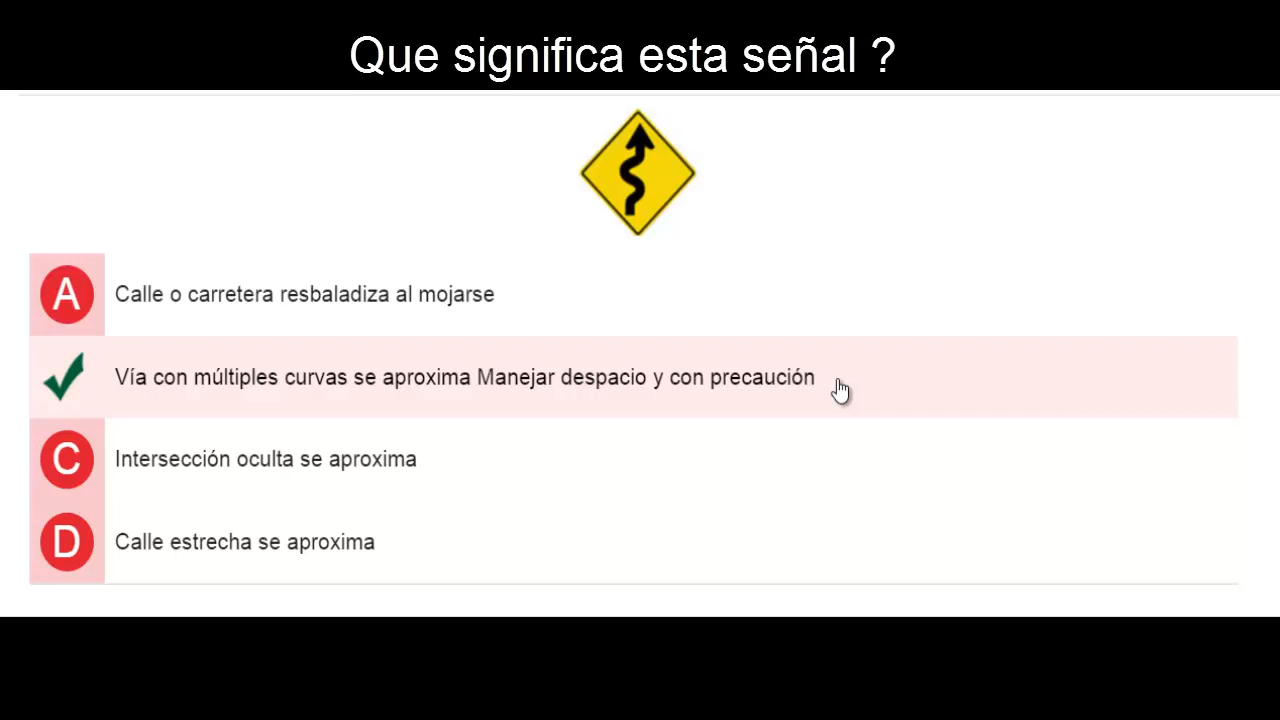 Que significa esta señal ?
A Calle o carretera resbaladiza al mojarse
Vía con múltiples curvas se aproxima Manejar despacio y con precaución
C Intersección oculta se aproxima
D Calle estrecha se aproxima